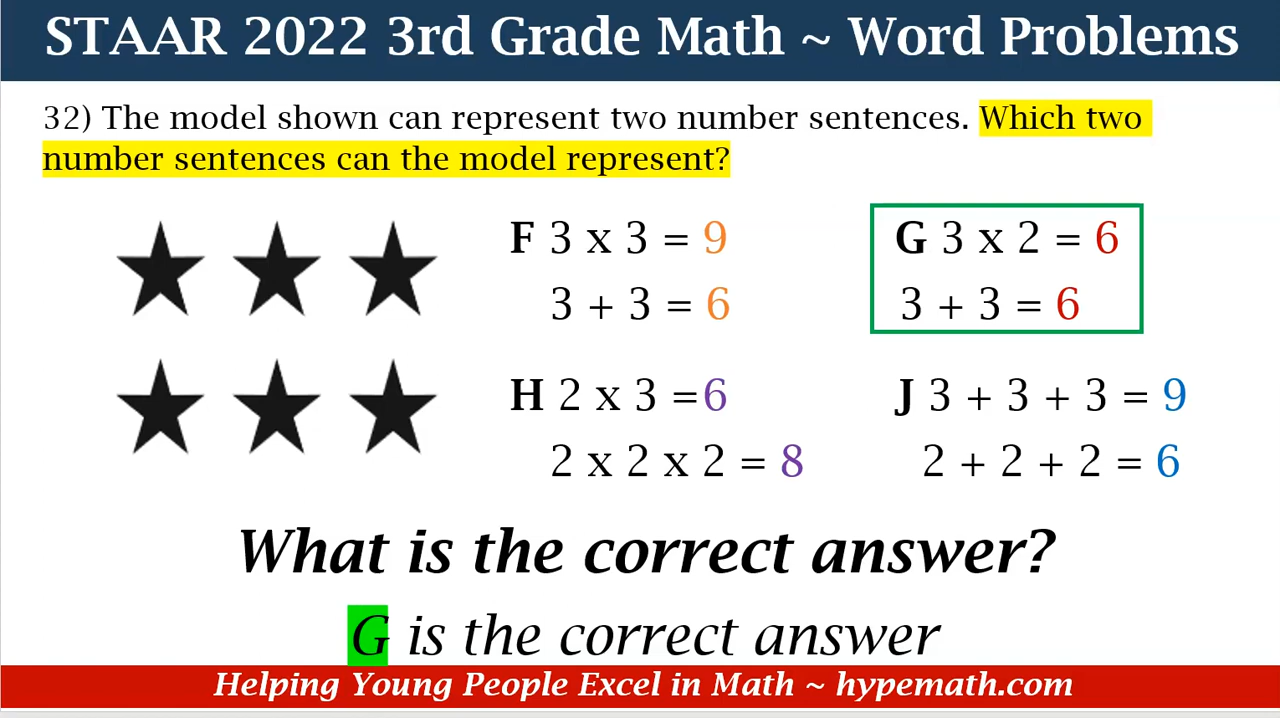 STAAR 2022 3rd Grade Math ~ Word Problems
32) The model shown can represent two number sentences. Which two
number sentences can the model represent?
F 3 x 3 = 9
3 + 3 = 6
G 3 x 2 = 6
3 + 3 = 6
H 2 x 3 =6
2 x 2 x 2 = 8
J 3 + 3 + 3 = 9
2 + 2 + 2 = 6
What is the correct answer?
G is the correct answer
Helping Young People Excel in Math ~ hypemath.com